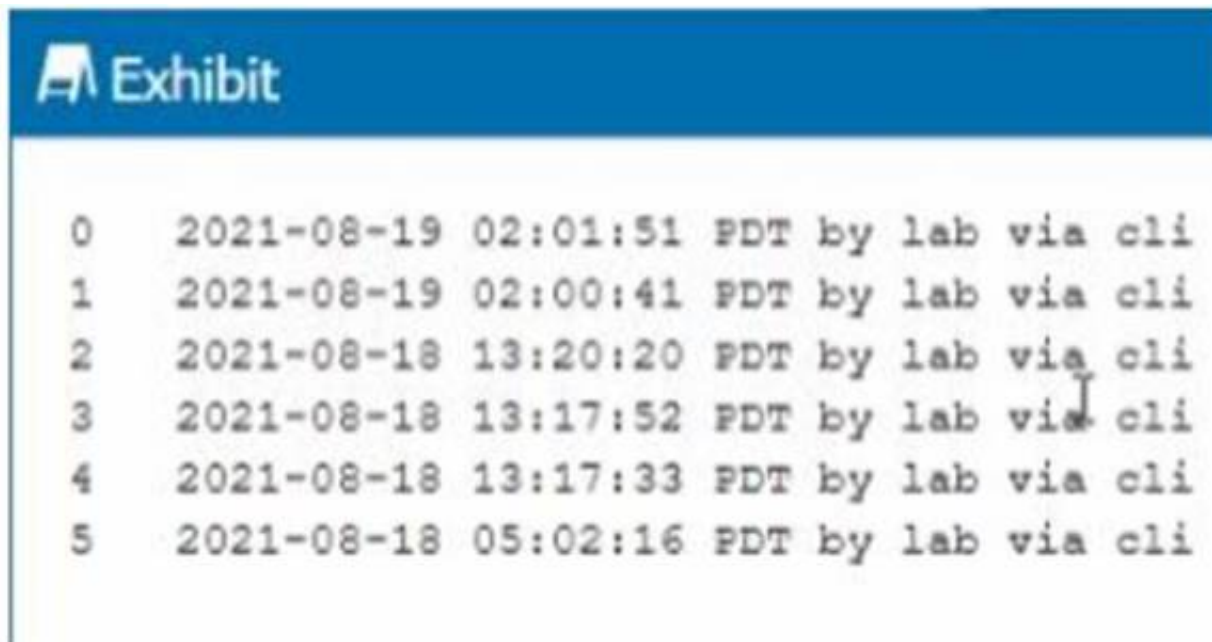 Exhibit
0 2021-08-19 02:01:51 PDT by lab via cli
1 2021-08-19 02:00:41 PDT by lab via cli
2 2021-08-18 13:20:20 PDT by lab via cli
3 2021-08-18 13:17:52 PDT by lab via cli
4 2021-08-18 13:17:33 PDT by lab via cli
5 2021-08-18 05:02:16 PDT by lab via cli